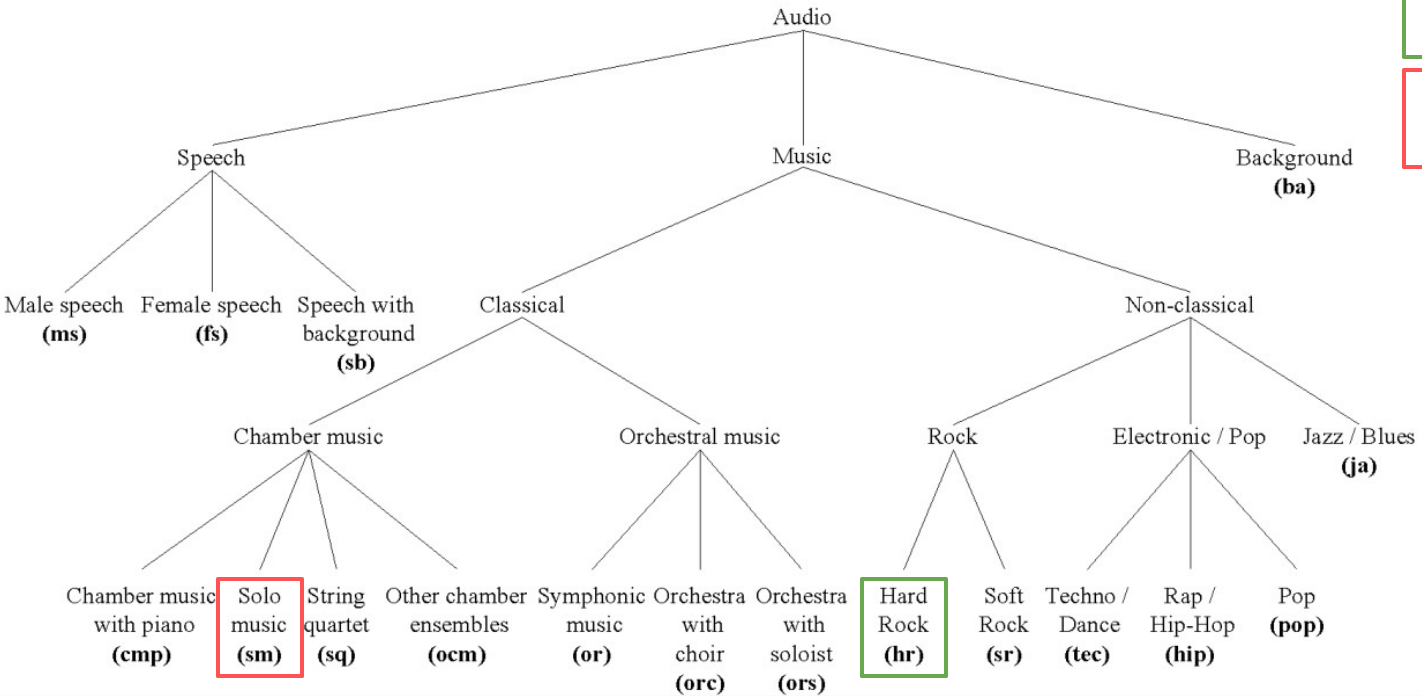 Audio
Speech
Music
Background
(ba)
Male speech
(ms)
Female speech
(fs)
Speech with
background
(sb)
Classical
Non-classical
Chamber music
Orchestral music
Rock
Electronic / Pop
Jazz / Blues
(ja)
Chamber music
with piano
(cmp)
Solo
music
(sm)
String
quartet
(sq)
Other chamber
ensembles
(ocm)
Symphonic
music
(or)
Orchestra
with
choir
(orc)
Orchestra
with
soloist
(ors)
Hard
Rock
(hr)
Soft
Rock
(sr)
Techno /
Dance
(tec)
Rap /
Hip-Hop
(hip)
Pop
(pop)